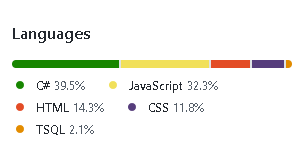 Languages
C# 39.5% JavaScript 32.3%
HTML 14.3% CSS 11.8%
TSQL 2.1%